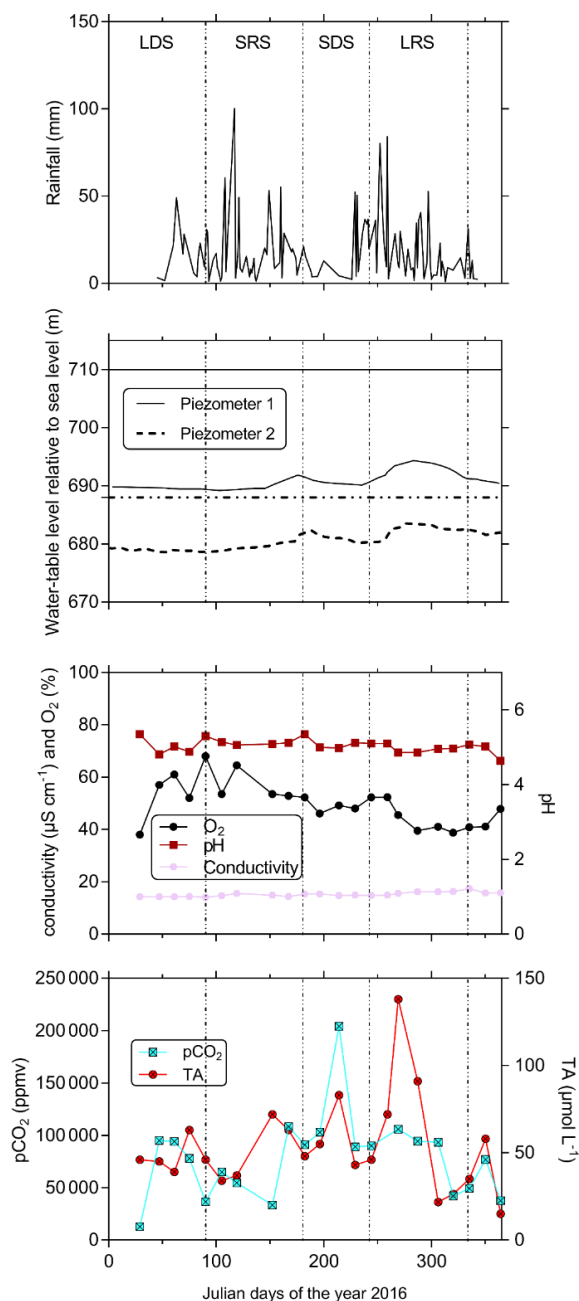 150
LDS SRS SDS LRS
100
50
0
Rainfall (mm)
710
700
690
680
670
Water-table level relative to sea level (m)
Piezometer 1
Piezometer 2
100
80
60
40
20
0
conductivity (µS cm⁻¹) and O₂ (%)
6
4
2
0
pH
O₂
pH
Conductivity
250 000
200 000
150 000
100 000
50 000
0
pCO₂ (ppmv)
150
100
50
0
TA (µmol L⁻¹)
pCO₂
TA
0 100 200 300
Julian days of the year 2016